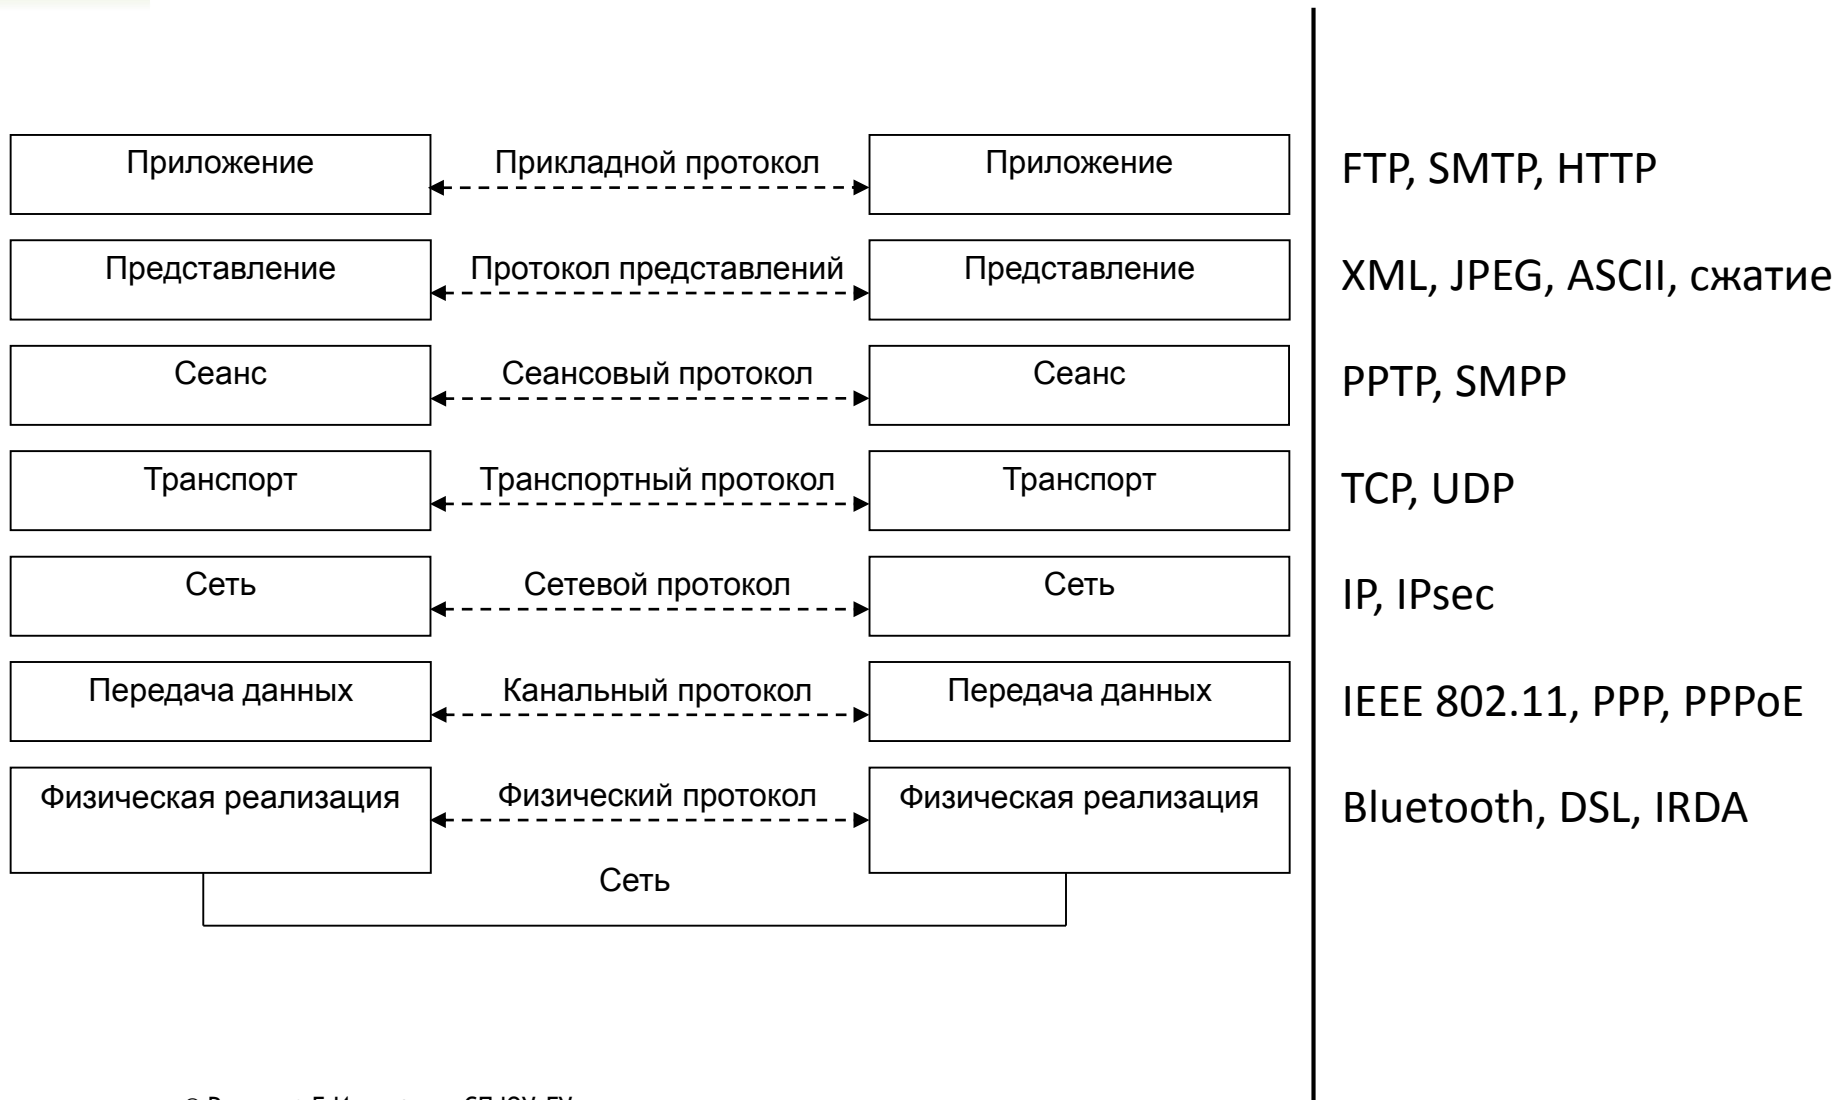 Приложение Прикладной протокол Приложение FTP, SMTP, HTTP
Представление Протокол представлений Представление XML, JPEG, ASCII, сжатие
Сеанс Сеансовый протокол Сеанс PPTP, SMPP
Транспорт Транспортный протокол Транспорт TCP, UDP
Сеть Сетевой протокол Сеть IP, IPsec
Передача данных Канальный протокол Передача данных IEEE 802.11, PPP, PPPoE
Физическая реализация Физический протокол Физическая реализация Bluetooth, DSL, IRDA
Сеть